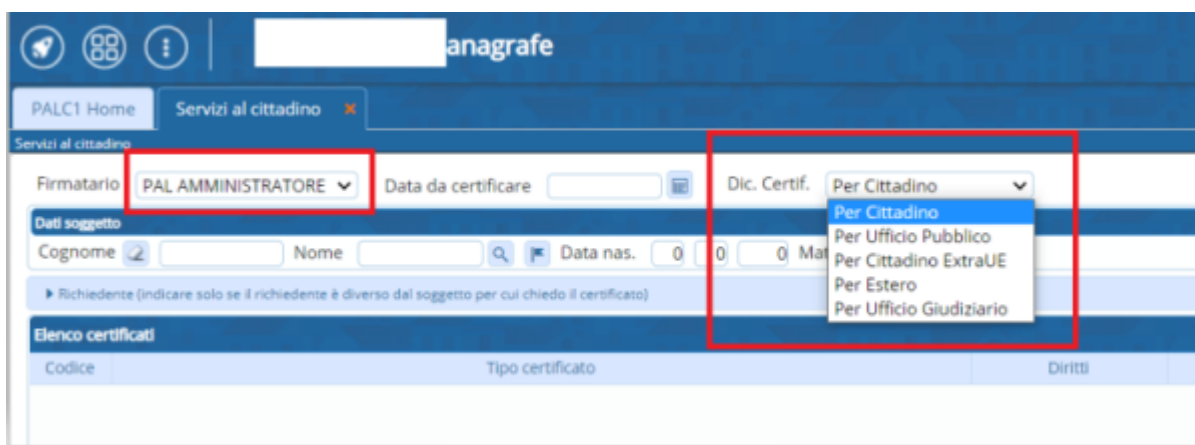 anagrafe
PALC1 Home Servizi al cittadino ×
Servizi al cittadino
Firmatario PAL AMMINISTRATORE Data da certificare Dic. Certif. Per Cittadino
Per Cittadino
Dati soggetto
Per Ufficio Pubblico
Cognome Nome Data nas. 0 0 0 Mat
Per Cittadino ExtraUE
Per Estero
Richiedente (indicare solo se il richiedente è diverso dal soggetto per cui chiedo il certificato)
Per Ufficio Giudiziario
Elenco certificati
Codice Tipo certificato Diritti